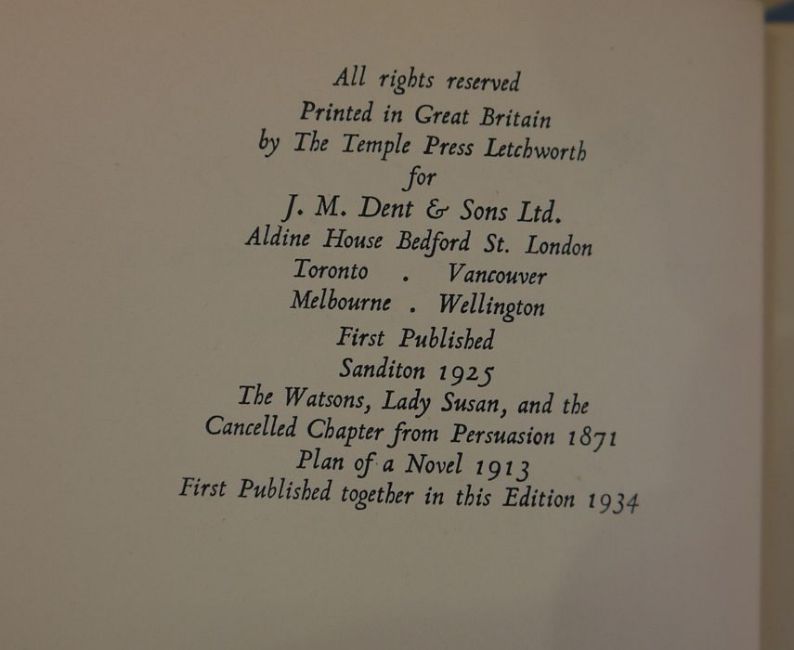 All rights reserved
Printed in Great Britain
by The Temple Press Letchworth
for
J. M. Dent & Sons Ltd.
Aldine House Bedford St. London
Toronto . Vancouver
Melbourne . Wellington
First Published
Sanditon 1925
The Watsons, Lady Susan, and the
Cancelled Chapter from Persuasion 1871
Plan of a Novel 1913
First Published together in this Edition 1934